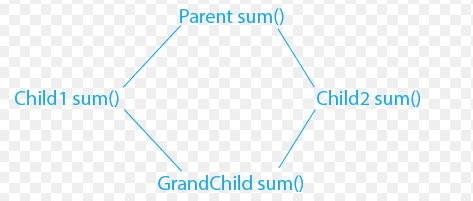 Parent sum()
Child1 sum()
Child2 sum()
GrandChild sum()